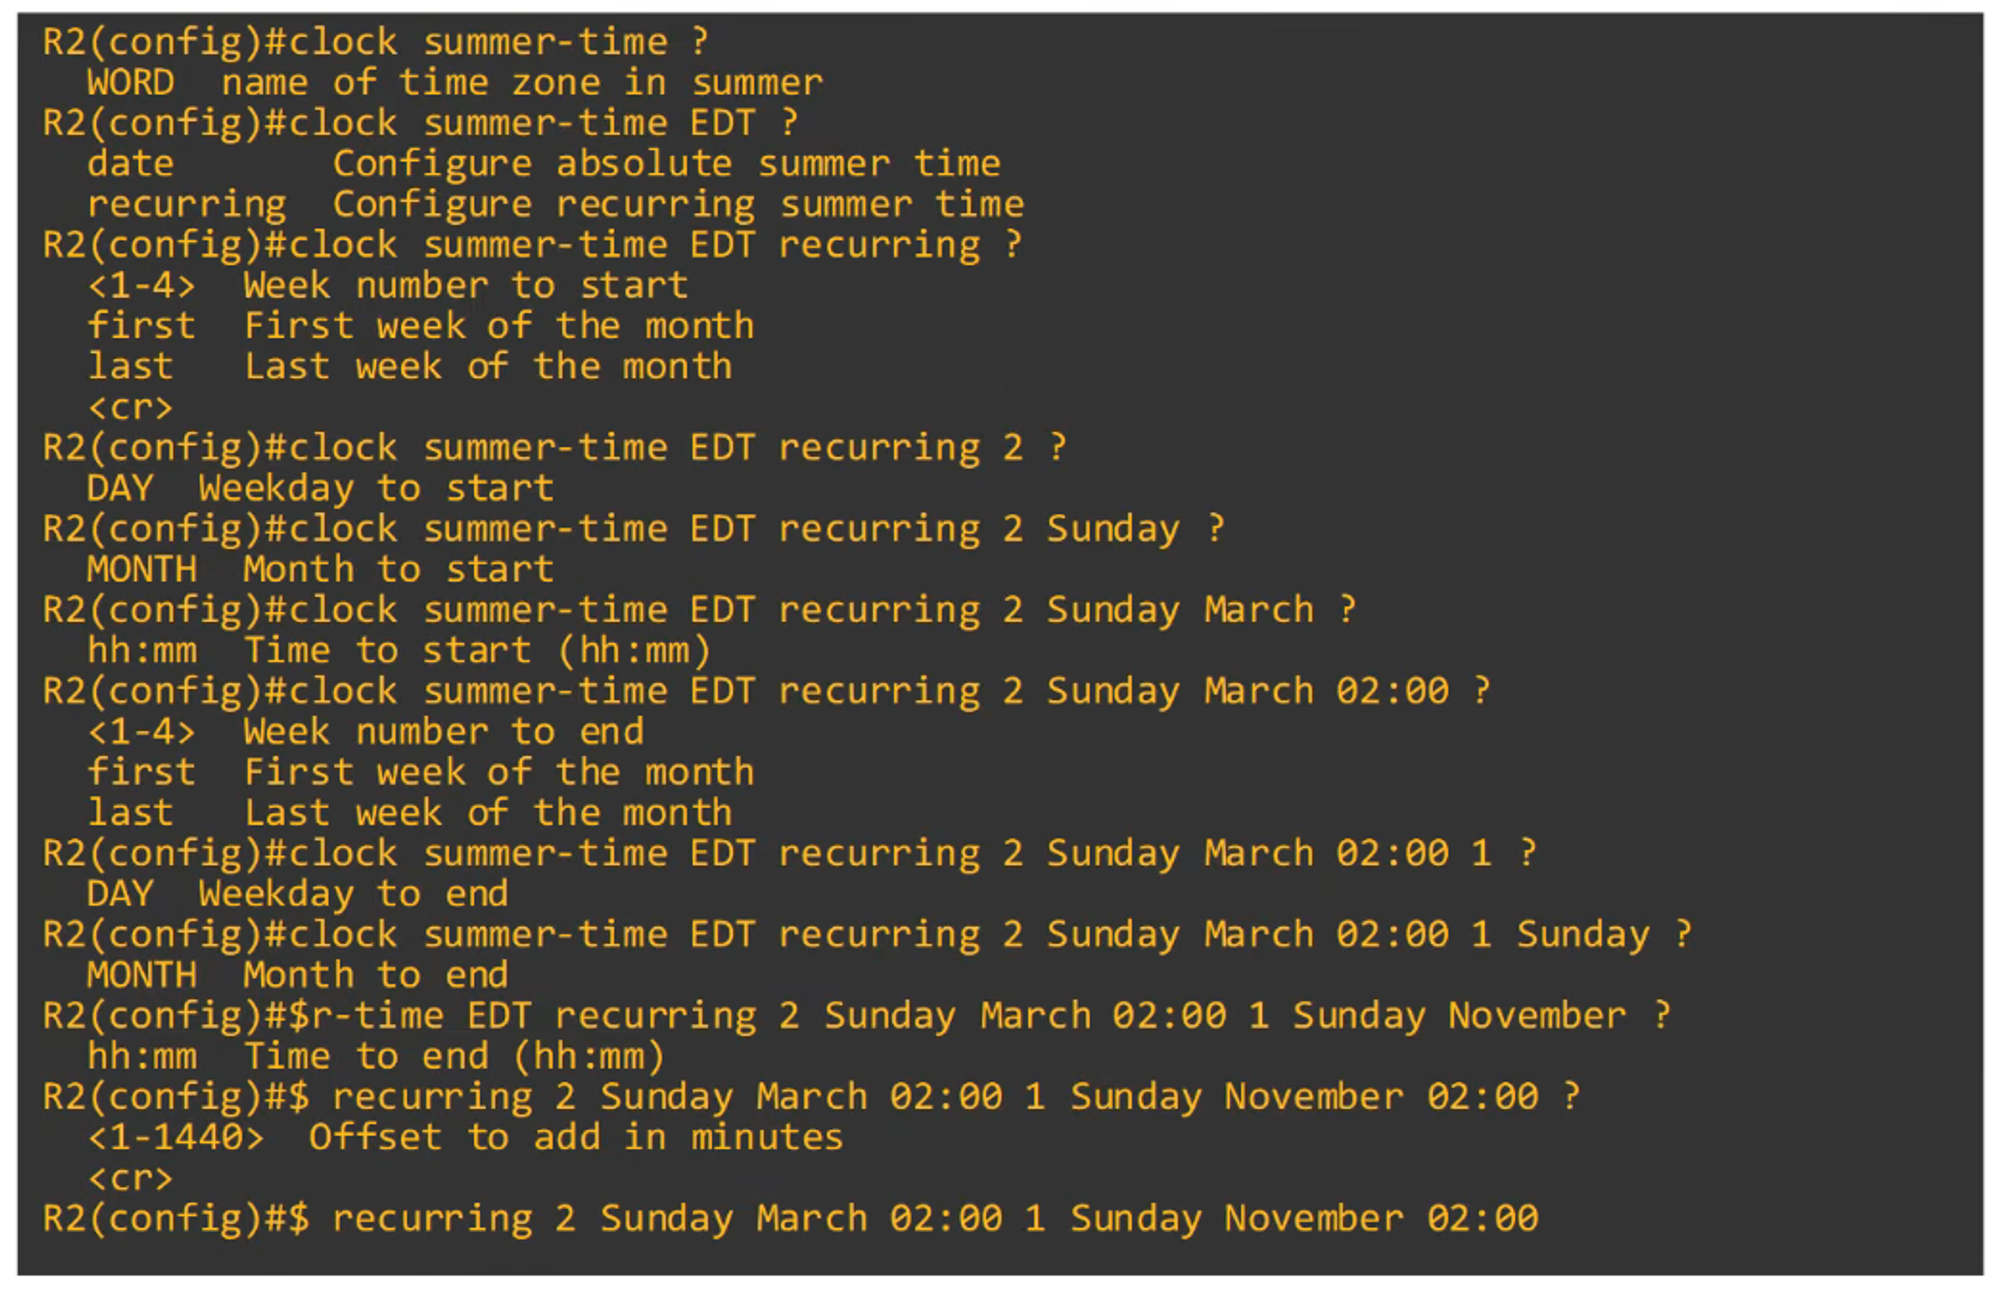 R2(config)#clock summer-time ?
  WORD  name of time zone in summer
R2(config)#clock summer-time EDT ?
  date       Configure absolute summer time
  recurring  Configure recurring summer time
R2(config)#clock summer-time EDT recurring ?
  <1-4>  Week number to start
  first  First week of the month
  last   Last week of the month
  <cr>
R2(config)#clock summer-time EDT recurring 2 ?
  DAY  Weekday to start
R2(config)#clock summer-time EDT recurring 2 Sunday ?
  MONTH  Month to start
R2(config)#clock summer-time EDT recurring 2 Sunday March ?
  hh:mm  Time to start (hh:mm)
R2(config)#clock summer-time EDT recurring 2 Sunday March 02:00 ?
  <1-4>  Week number to end
  first  First week of the month
  last   Last week of the month
R2(config)#clock summer-time EDT recurring 2 Sunday March 02:00 1 ?
  DAY  Weekday to end
R2(config)#clock summer-time EDT recurring 2 Sunday March 02:00 1 Sunday ?
  MONTH  Month to end
R2(config)#$r-time EDT recurring 2 Sunday March 02:00 1 Sunday November ?
  hh:mm  Time to end (hh:mm)
R2(config)#$ recurring 2 Sunday March 02:00 1 Sunday November 02:00 ?
  <1-1440>  Offset to add in minutes
  <cr>
R2(config)#$ recurring 2 Sunday March 02:00 1 Sunday November 02:00